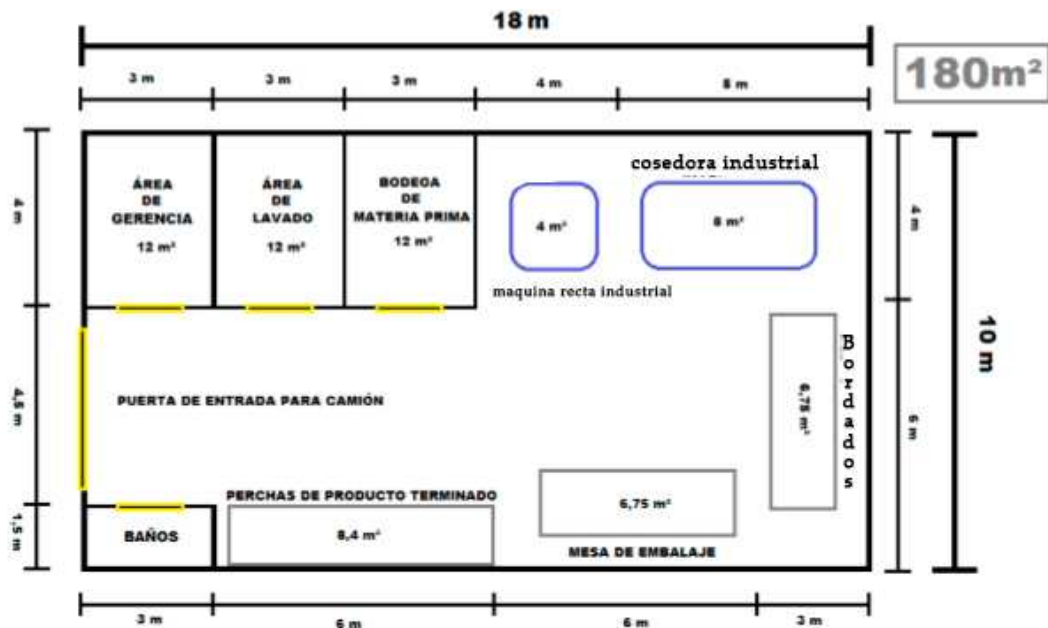 18 m
180m²
3 m
3 m
3 m
4 m
8 m
cosedora industrial
ÁREA
DE
GERENCIA
12 m²
ÁREA
DE
LAVADO
12 m²
BODEGA
DE
MATERIA PRIMA
12 m²
4 m²
8 m²
maquina recta industrial
4 m
4 m
4,5 m
10 m
6 m
Bordados
6,75 m²
PUERTA DE ENTRADA PARA CAMIÓN
PERCHAS DE PRODUCTO TERMINADO
6,75 m²
1,5 m
BAÑOS
8,4 m²
MESA DE EMBALAJE
3 m
6 m
6 m
3 m